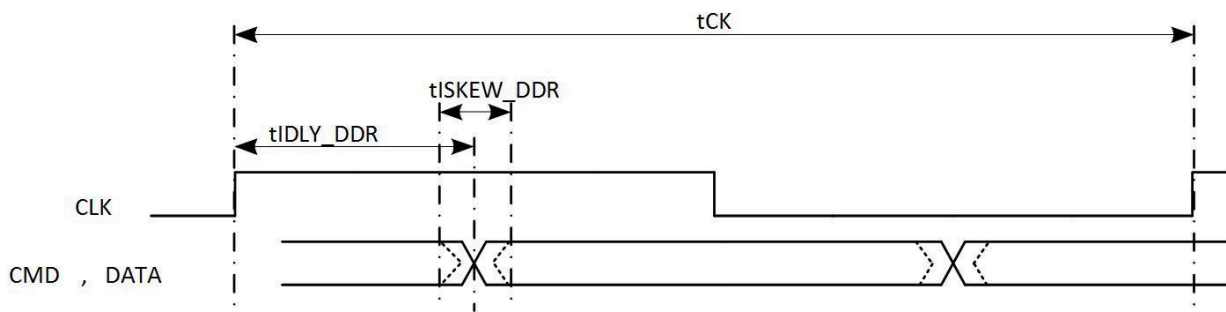 tCK
tISKEW_DDR
tIDLY_DDR
CLK
CMD , DATA